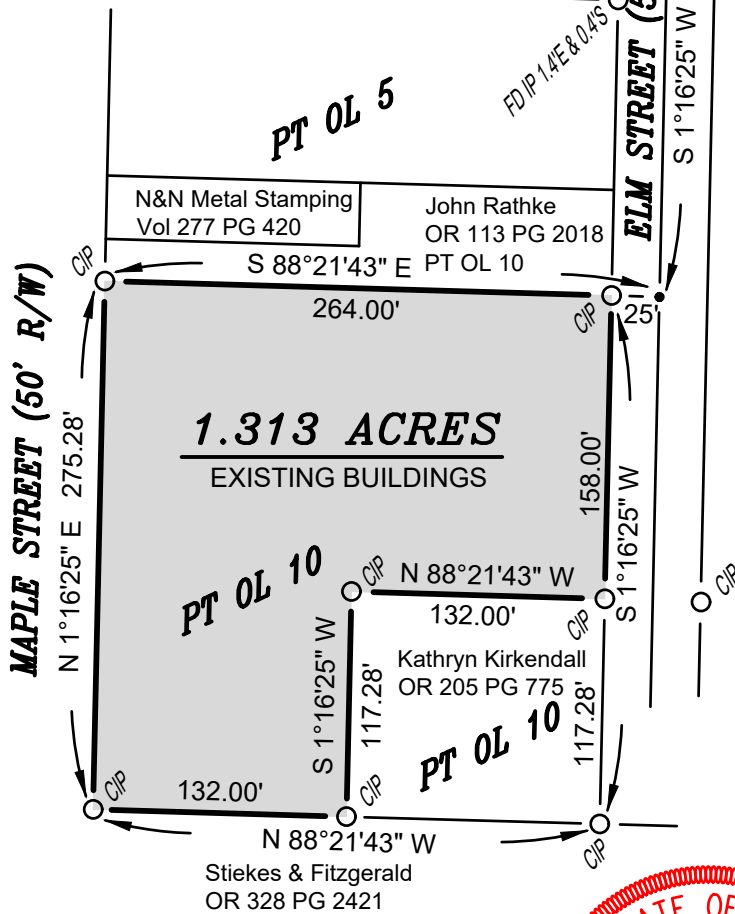 FD IP 1.4'E & 0.4'S
ELM STREET (5
S 1°16'25" W
PT OL 5
N&N Metal Stamping
Vol 277 PG 420
John Rathke
OR 113 PG 2018
PT OL 10
CIP
S 88°21'43" E
264.00'
CIP
25'
MAPLE STREET (50' R/W)
N 1°16'25" E 275.28'
1.313 ACRES
EXISTING BUILDINGS
158.00'
S 1°16'25" W
PT OL 10
CIP
N 88°21'43" W
132.00'
CIP
CIP
S 1°16'25" W
117.28'
Kathryn Kirkendall
OR 205 PG 775
PT OL 10
117.28'
CIP
132.00'
CIP
N 88°21'43" W
CIP
Stiekes & Fitzgerald
OR 328 PG 2421
ATE OF